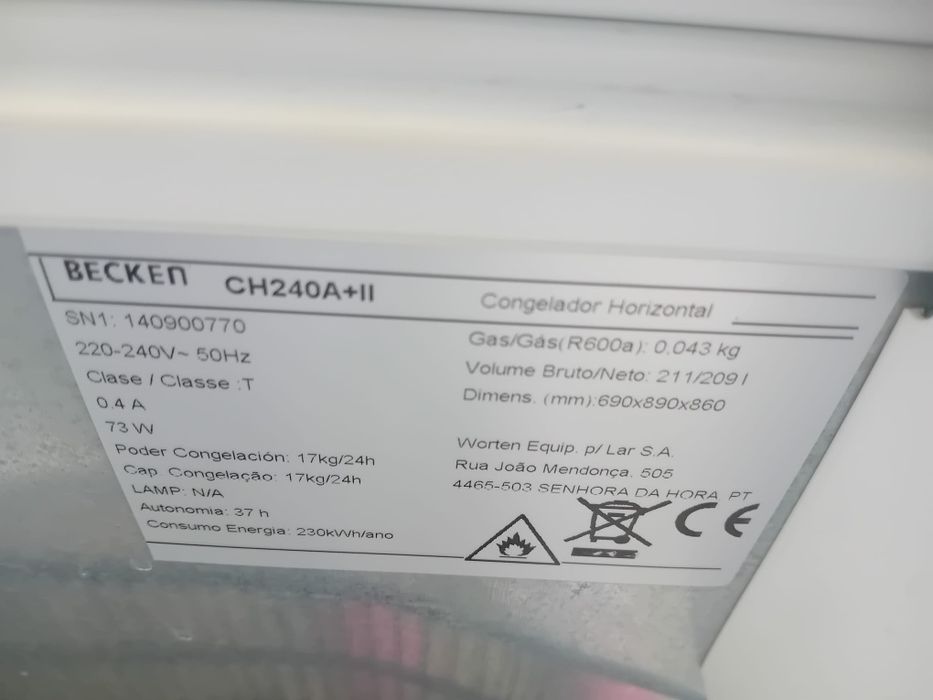 BECKEN CH240A+II Congelador Horizontal
SN1: 140900770
220-240V~ 50Hz
Clase / Classe :T
0.4 A
73 W
Poder Congelación: 17kg/24h
Cap. Congelação: 17kg/24h
LAMP: N/A
Autonomia: 37 h
Consumo Energia: 230kWh/ano
Gas/Gás(R600a): 0,043 kg
Volume Bruto/Neto: 211/209 l
Dimens. (mm):690x890x860
Worten Equip. p/ Lar S.A.
Rua João Mendonça, 505
4465-503 SENHORA DA HORA, PT
CE